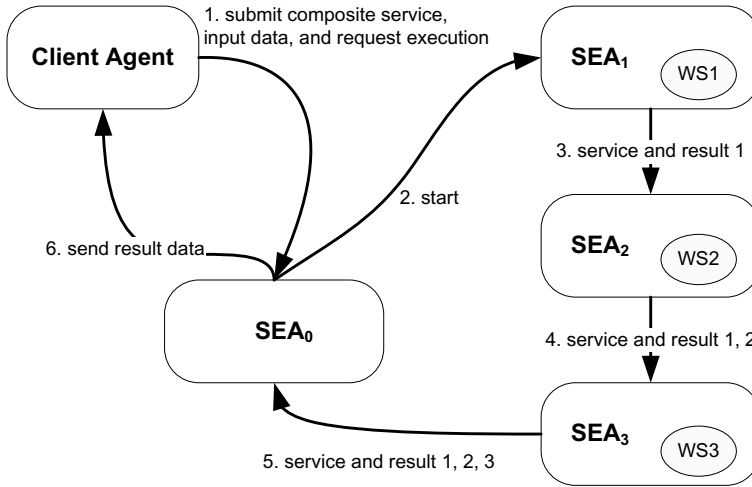 1. submit composite service,
input data, and request execution
Client Agent
SEA₁
WS1
2. start
3. service and result 1
SEA₂
WS2
6. send result data
SEA₀
4. service and result 1, 2
SEA₃
WS3
5. service and result 1, 2, 3